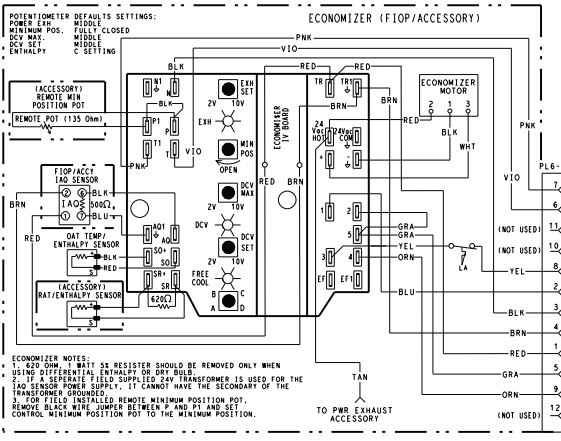 POTENTIOMETER DEFAULTS SETTINGS:
POWER EXH MIDDLE
MINIMUM POS. FULLY CLOSED
DCV MAX. MIDDLE
DCV SET MIDDLE
ENTHALPY C SETTING
ECONOMIZER (FIOP/ACCESSORY)
PNK
VIO
BLK
RED
RED
(ACCESSORY)
REMOTE MIN
POSITION POT
REMOTE POT (135 Ohm)
N1
N
BLK
P1
P
T1
T
PNK
VIO
EXH
SET
2V 10V
EXH
MIN
POS
OPEN
DCV
MAX
2V 10V
DCV
DCV
SET
2V 10V
FREE
COOL
B C
A D
ECONOMISER
IV BOARD
RED
BRN
TR
TR1
BRN
BRN
24
Vac
HOT
24Vac
COM
+
-
1
2
5
3
4
EF
EF1
ECONOMIZER
MOTOR
2 1 3
RED
BLK
WHT
PNK
VIO
PL6-
7
6
(NOT USED) 11
(NOT USED) 10
YEL 8
2
BLK 3
BRN 4
RED 1
GRA 5
ORN 9
(NOT USED) 12
GRA
GRA
YEL
ORN
BLU
LA
FIOP/ACCY
IAQ SENSOR
2 6
IAQ 500Ω
1 7
BLK
BLU
BRN
RED
OAT TEMP/
ENTHALPY SENSOR
+
S
BLK
RED
AQ1
AQ
SO+
SO
SR+
SR
620Ω
(ACCESSORY)
RAT/ENTHALPY SENSOR
+
S
TAN
TO PWR EXHAUST
ACCESSORY
ECONOMIZER NOTES:
1. 620 OHM, 1 WATT 5% RESISTER SHOULD BE REMOVED ONLY WHEN
USING DIFFERENTIAL ENTHALPY OR DRY BULB.
2. IF A SEPERATE FIELD SUPPLIED 24V TRANSFORMER IS USED FOR THE
IAQ SENSOR POWER SUPPLY, IT CANNOT HAVE THE SECONDARY OF THE
TRANSFORMER GROUNDED.
3. FOR FIELD INSTALLED REMOTE MINIMUM POSITION POT,
REMOVE BLACK WIRE JUMPER BETWEEN P AND P1 AND SET
CONTROL MINIMUM POSITION POT TO THE MINIMUM POSITION.